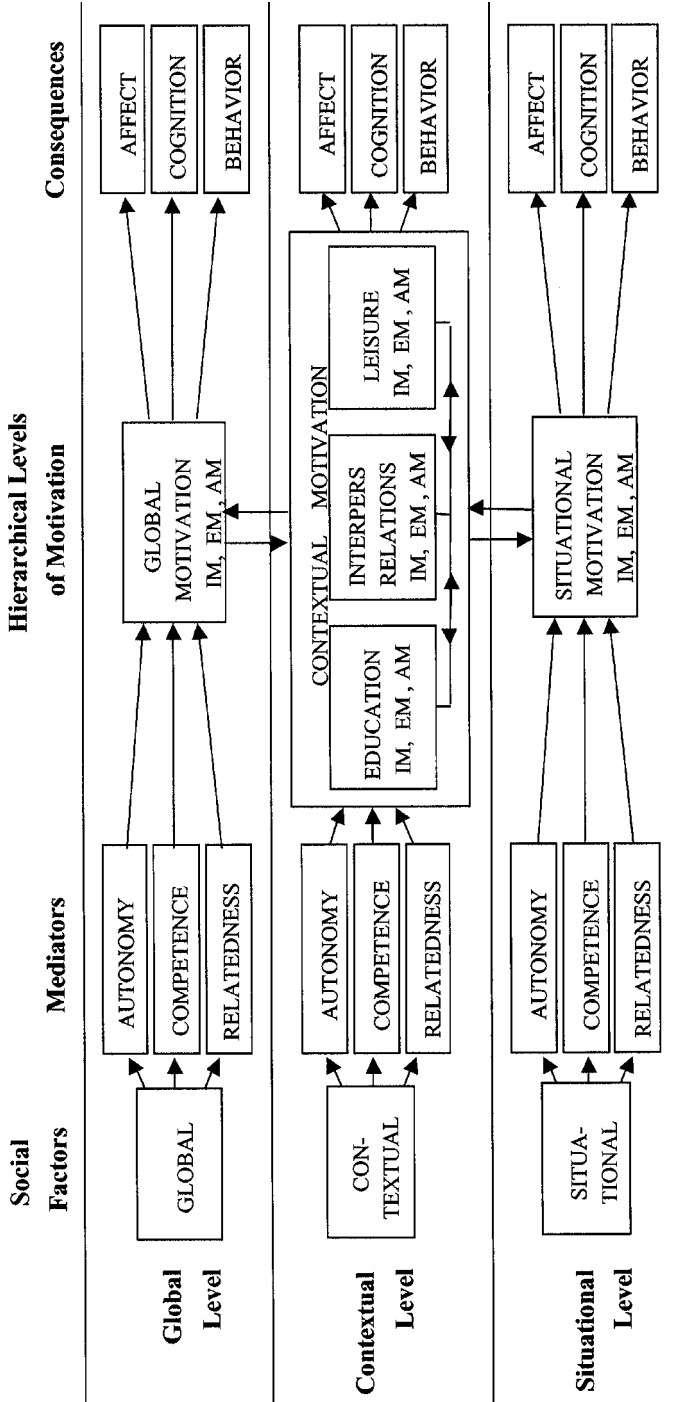 Social
Factors
Mediators
Hierarchical Levels
of Motivation
Consequences
Global
Level
GLOBAL
AUTONOMY
COMPETENCE
RELATEDNESS
GLOBAL
MOTIVATION
IM, EM , AM
AFFECT
COGNITION
BEHAVIOR
Contextual
Level
CON-
TEXTUAL
AUTONOMY
COMPETENCE
RELATEDNESS
CONTEXTUAL MOTIVATION
EDUCATION
IM, EM, AM
INTERPERS
RELATIONS
IM, EM , AM
LEISURE
IM, EM, AM
AFFECT
COGNITION
BEHAVIOR
Situational
Level
SITUA-
TIONAL
AUTONOMY
COMPETENCE
RELATEDNESS
SITUATIONAL
MOTIVATION
IM, EM , AM
AFFECT
COGNITION
BEHAVIOR